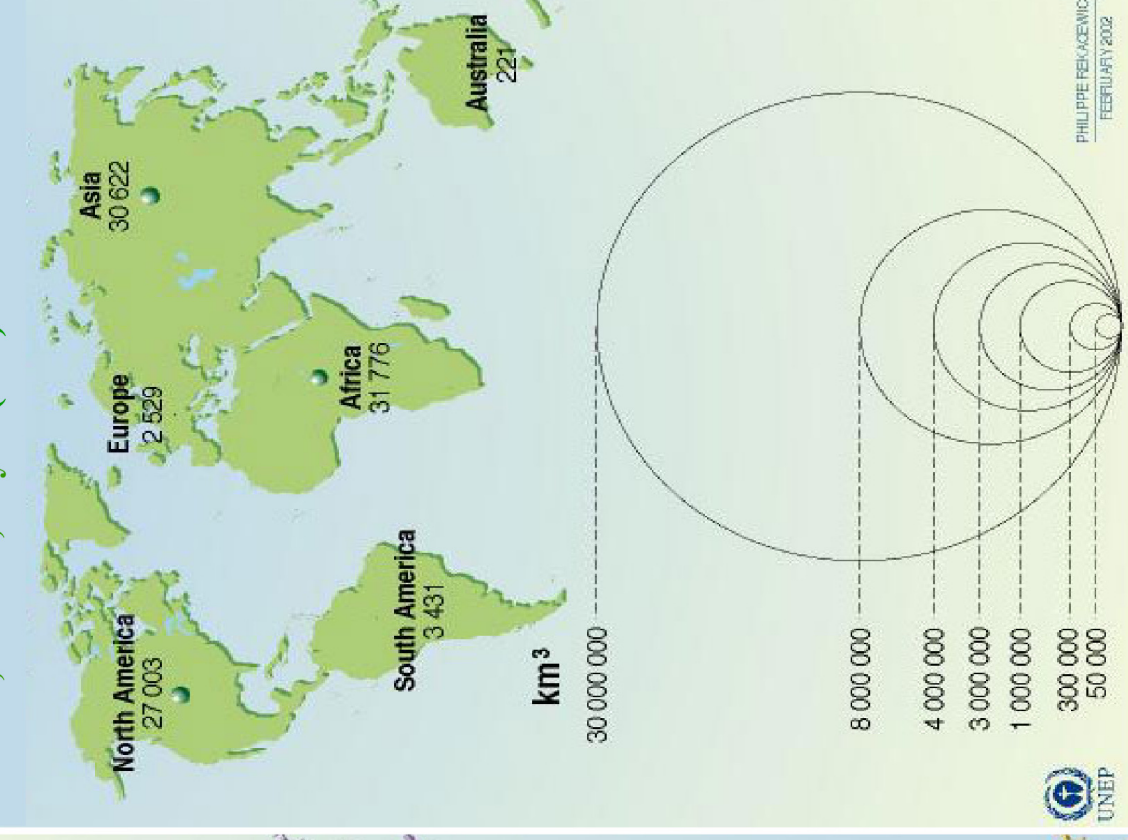 North America
27 003
Europe
2 529
Asia
30 622
Africa
31 776
South America
3 431
Australia
221
km³
30 000 000
8 000 000
4 000 000
3 000 000
1 000 000
300 000
50 000
UNEP
PHILIPPE REKACEWIC
FEBRUARY 2002